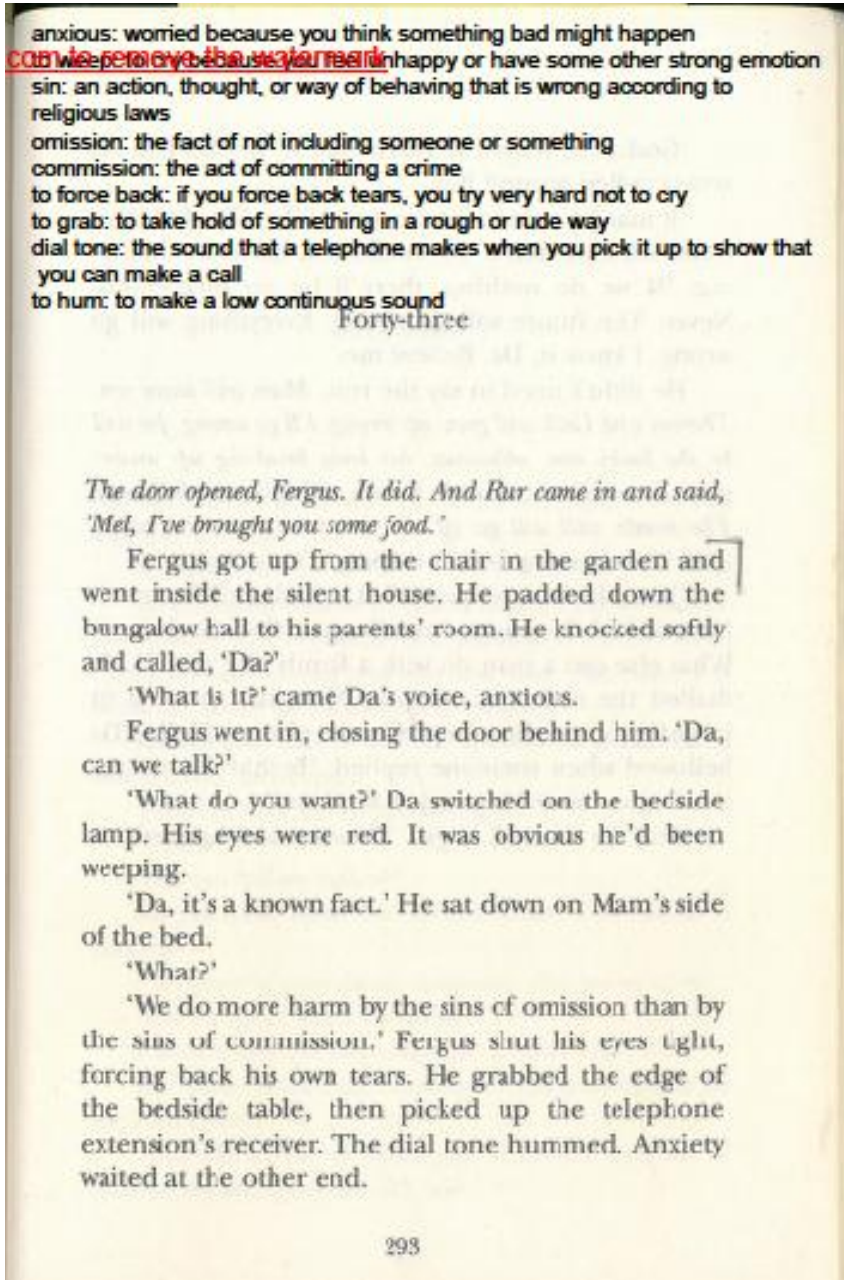 anxious: worried because you think something bad might happen
com to remove the watermark
to weep: to cry because you feel unhappy or have some other strong emotion
sin: an action, thought, or way of behaving that is wrong according to
religious laws
omission: the fact of not including someone or something
commission: the act of committing a crime
to force back: if you force back tears, you try very hard not to cry
to grab: to take hold of something in a rough or rude way
dial tone: the sound that a telephone makes when you pick it up to show that
you can make a call
to hum: to make a low continuous sound
Forty-three
The door opened, Fergus. It did. And Rur came in and said,
'Mel, I've brought you some food.'
Fergus got up from the chair in the garden and
went inside the silent house. He padded down the
bungalow hall to his parents' room. He knocked softly
and called, 'Da?'
'What is it?' came Da's voice, anxious.
Fergus went in, closing the door behind him. 'Da,
can we talk?'
'What do you want?' Da switched on the bedside
lamp. His eyes were red. It was obvious he'd been
weeping.
'Da, it's a known fact.' He sat down on Mam's side
of the bed.
'What?'
'We do more harm by the sins of omission than by
the sins of commission.' Fergus shut his eyes tight,
forcing back his own tears. He grabbed the edge of
the bedside table, then picked up the telephone
extension's receiver. The dial tone hummed. Anxiety
waited at the other end.
293